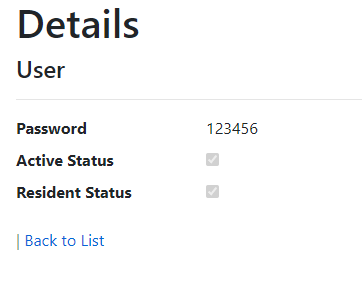 Details
User
Password 123456
Active Status
Resident Status
| Back to List